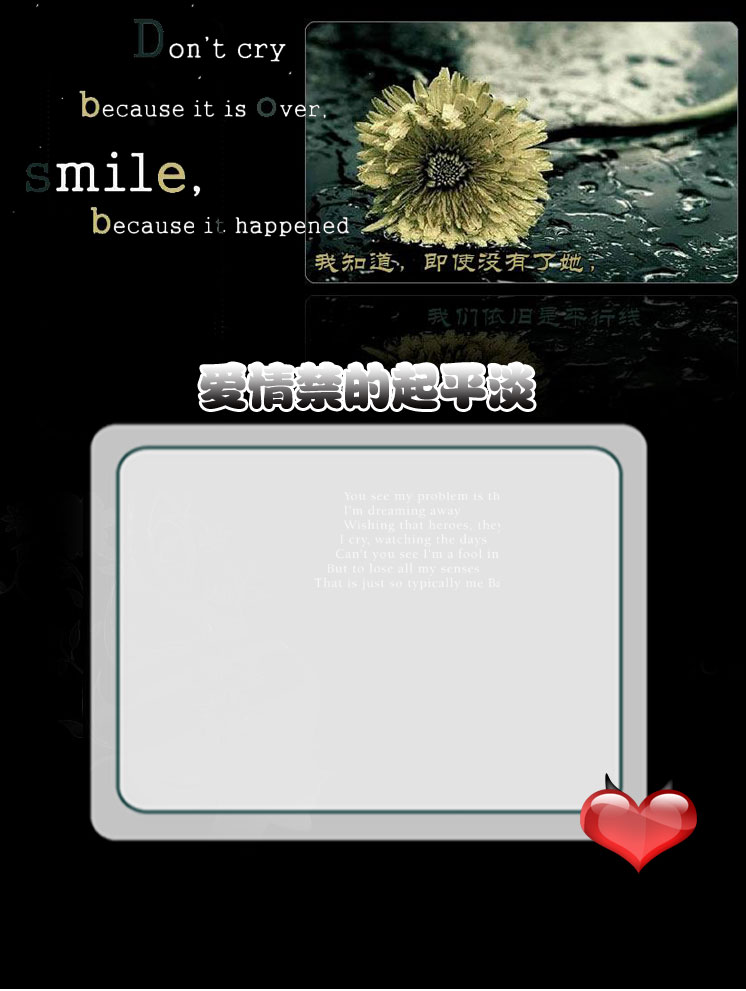 Don't cry
because it is over,
smile,
because it happened
我知道，即使没有了她，
我们依旧是平行线
爱情禁的起平淡
You see my problem is th
I'm dreaming away
Wishing that heroes, they
I cry, watching the days
Can't you see I'm a fool in
But to lose all my senses
That is just so typically me Ba